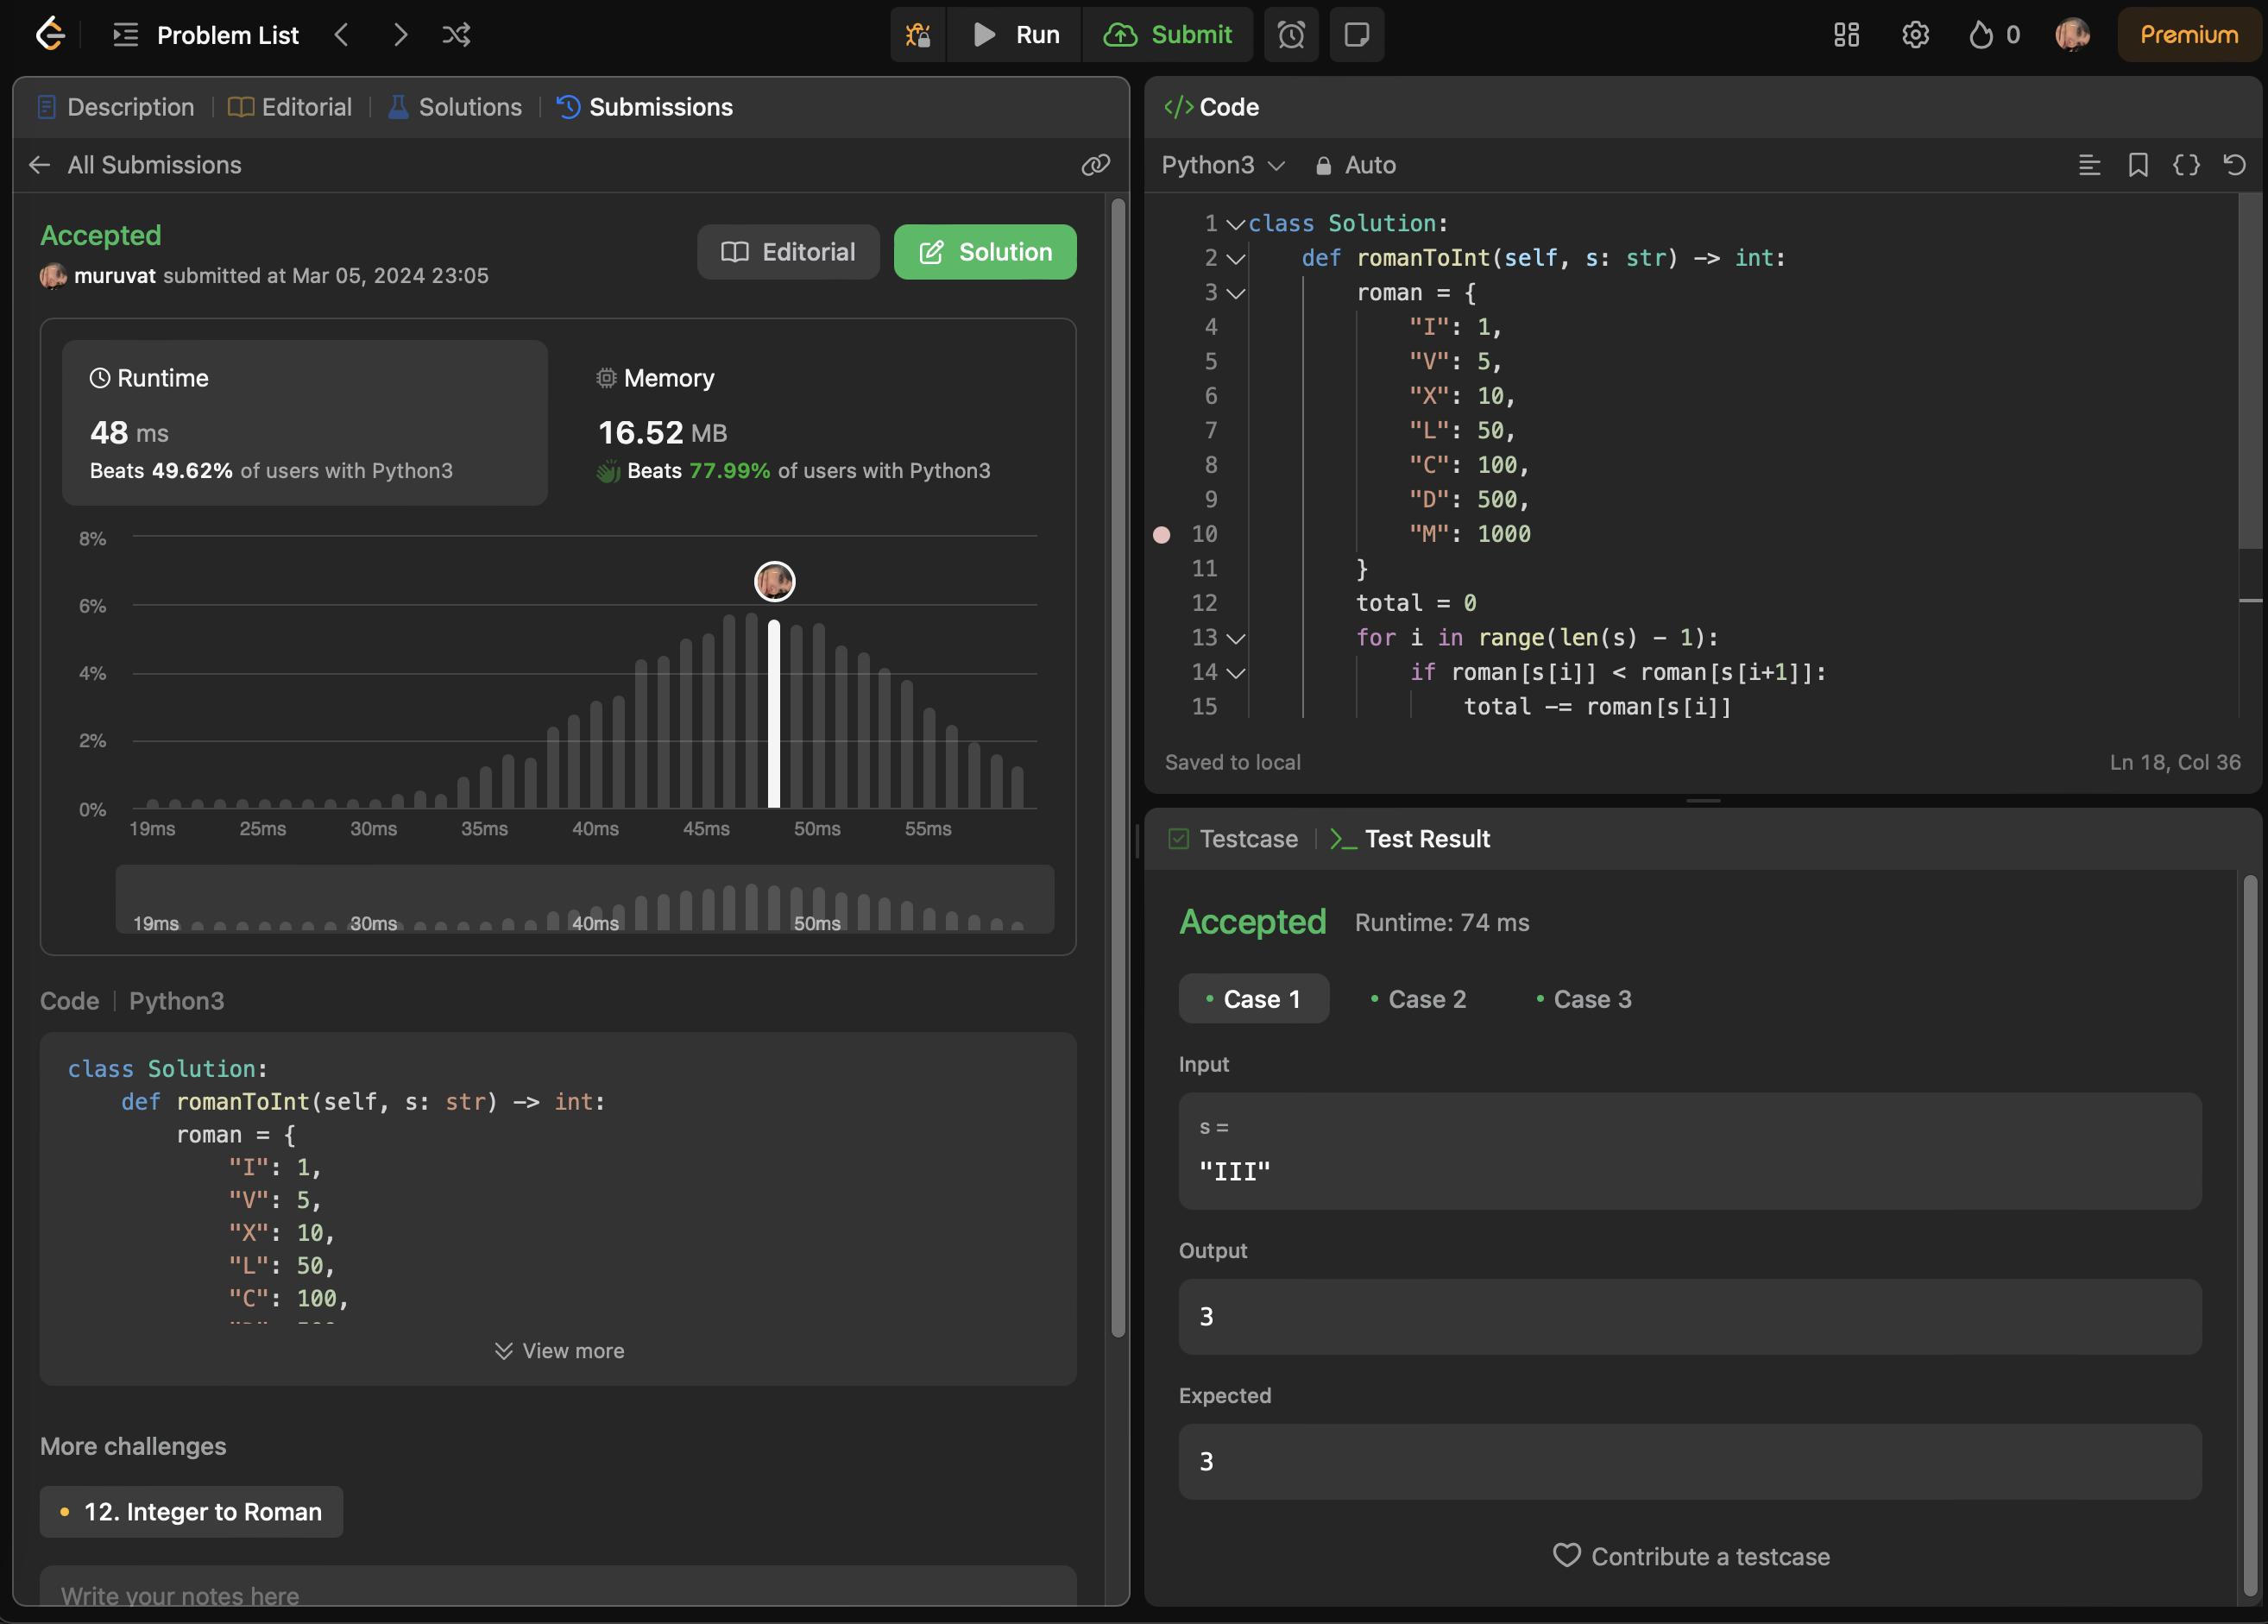 Problem List
Run
Submit
0
Premium
Description
Editorial
Solutions
Submissions
All Submissions
Accepted
muruvat submitted at Mar 05, 2024 23:05
Editorial
Solution
Runtime
48 ms
Beats 49.62% of users with Python3
Memory
16.52 MB
Beats 77.99% of users with Python3
8%
6%
4%
2%
0%
19ms 25ms 30ms 35ms 40ms 45ms 50ms 55ms
19ms 30ms 40ms 50ms
Code | Python3
class Solution:
    def romanToInt(self, s: str) -> int:
        roman = {
            "I": 1,
            "V": 5,
            "X": 10,
            "L": 50,
            "C": 100,
View more
More challenges
12. Integer to Roman
Write your notes here
</> Code
Python3
Auto
1 class Solution:
2     def romanToInt(self, s: str) -> int:
3         roman = {
4             "I": 1,
5             "V": 5,
6             "X": 10,
7             "L": 50,
8             "C": 100,
9             "D": 500,
10             "M": 1000
11         }
12         total = 0
13         for i in range(len(s) - 1):
14             if roman[s[i]] < roman[s[i+1]]:
15                 total -= roman[s[i]]
Saved to local
Ln 18, Col 36
Testcase
Test Result
Accepted
Runtime: 74 ms
Case 1
Case 2
Case 3
Input
s =
"III"
Output
3
Expected
3
Contribute a testcase